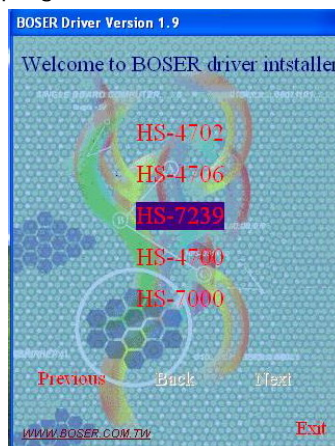 BOSER Driver Version 1.9
Welcome to BOSER driver intstaller
HS-4702
HS-4706
HS-7239
HS-4700
HS-7000
Previous Back Next
WWW.BOSER.COM.TW Exit